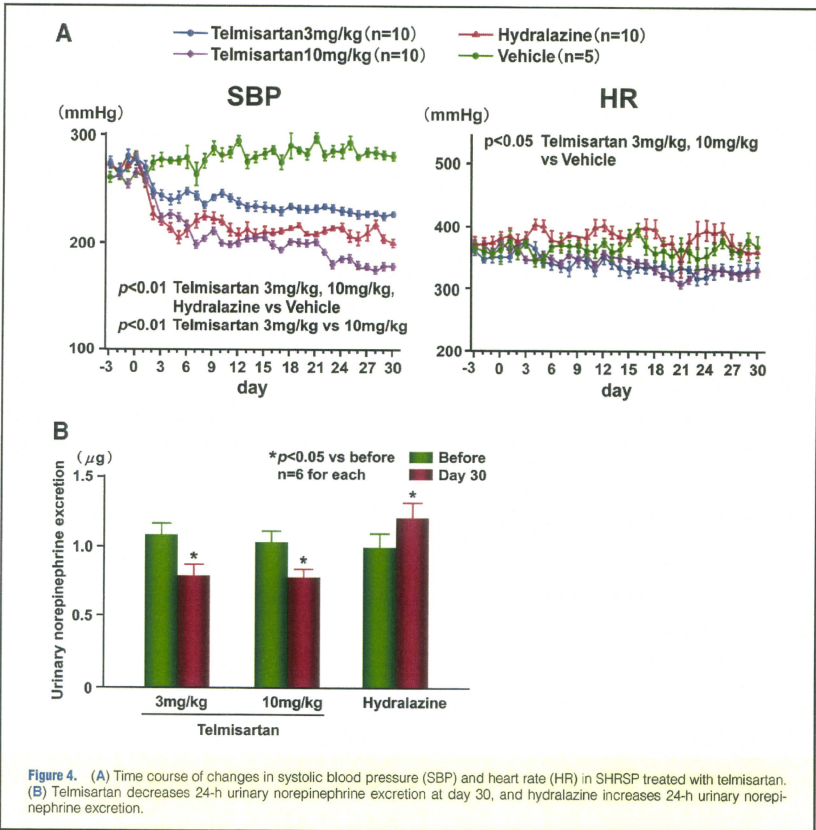 A
Telmisartan3mg/kg(n=10)
Hydralazine(n=10)
Telmisartan10mg/kg(n=10)
Vehicle(n=5)
SBP
(mmHg)
300
200
100
p<0.01 Telmisartan 3mg/kg, 10mg/kg,
Hydralazine vs Vehicle
p<0.01 Telmisartan 3mg/kg vs 10mg/kg
-3 0 3 6 9 12 15 18 21 24 27 30
day
HR
(mmHg)
p<0.05 Telmisartan 3mg/kg, 10mg/kg
vs Vehicle
500
400
300
200
-3 0 3 6 9 12 15 18 21 24 27 30
day
B
(μg)
Urinary norepinephrine excretion
1.5
1.0
0.5
0
*p<0.05 vs before
n=6 for each
Before
Day 30
*
*
*
3mg/kg
10mg/kg
Hydralazine
Telmisartan
Figure 4. (A) Time course of changes in systolic blood pressure (SBP) and heart rate (HR) in SHRSP treated with telmisartan.
(B) Telmisartan decreases 24-h urinary norepinephrine excretion at day 30, and hydralazine increases 24-h urinary norepi-
nephrine excretion.